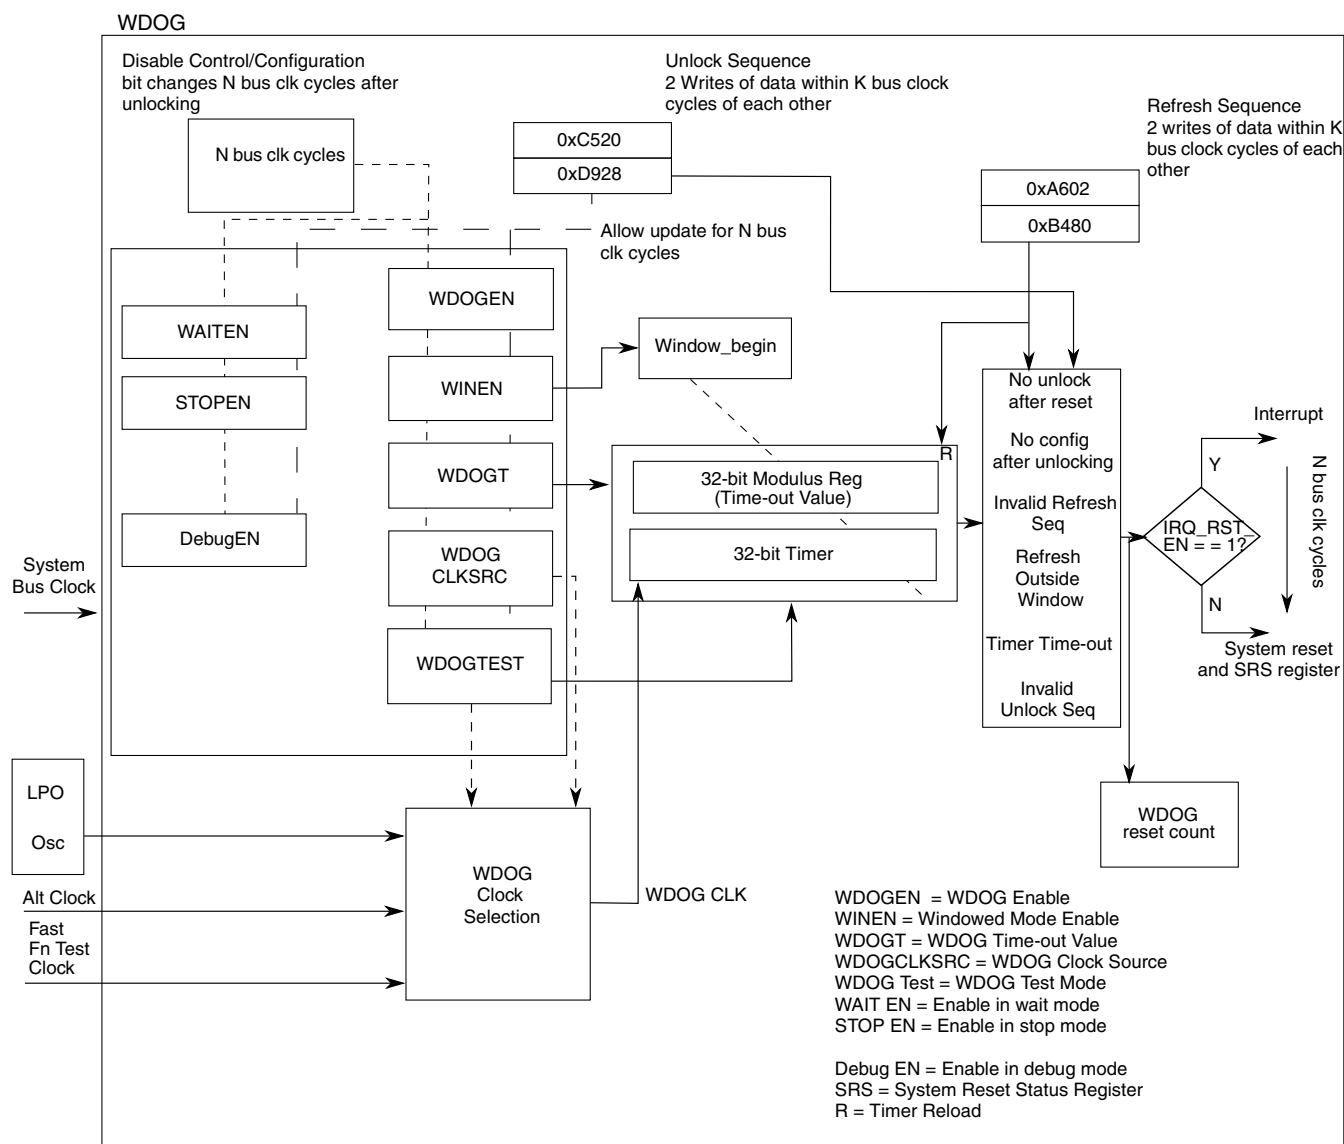 WDOG
Disable Control/Configuration
bit changes N bus clk cycles after
unlocking
N bus clk cycles
Unlock Sequence
2 Writes of data within K bus clock
cycles of each other
0xC520
0xD928
Allow update for N bus
clk cycles
Refresh Sequence
2 writes of data within K
bus clock cycles of each
other
0xA602
0xB480
WAITEN
STOPEN
DebugEN
WDOGEN
WINEN
WDOGT
WDOG
CLKSRC
WDOGTEST
System
Bus Clock
Window_begin
R
32-bit Modulus Reg
(Time-out Value)
32-bit Timer
No unlock
after reset
No config
after unlocking
Invalid Refresh
Seq
Refresh
Outside
Window
Timer Time-out
Invalid
Unlock Seq
Interrupt
Y
IRQ_RST_
EN = = 1?
N
N bus clk cycles
System reset
and SRS register
WDOG
reset count
LPO
Osc
Alt Clock
Fast
Fn Test
Clock
WDOG
Clock
Selection
WDOG CLK
WDOGEN = WDOG Enable
WINEN = Windowed Mode Enable
WDOGT = WDOG Time-out Value
WDOGCLKSRC = WDOG Clock Source
WDOG Test = WDOG Test Mode
WAIT EN = Enable in wait mode
STOP EN = Enable in stop mode
Debug EN = Enable in debug mode
SRS = System Reset Status Register
R = Timer Reload